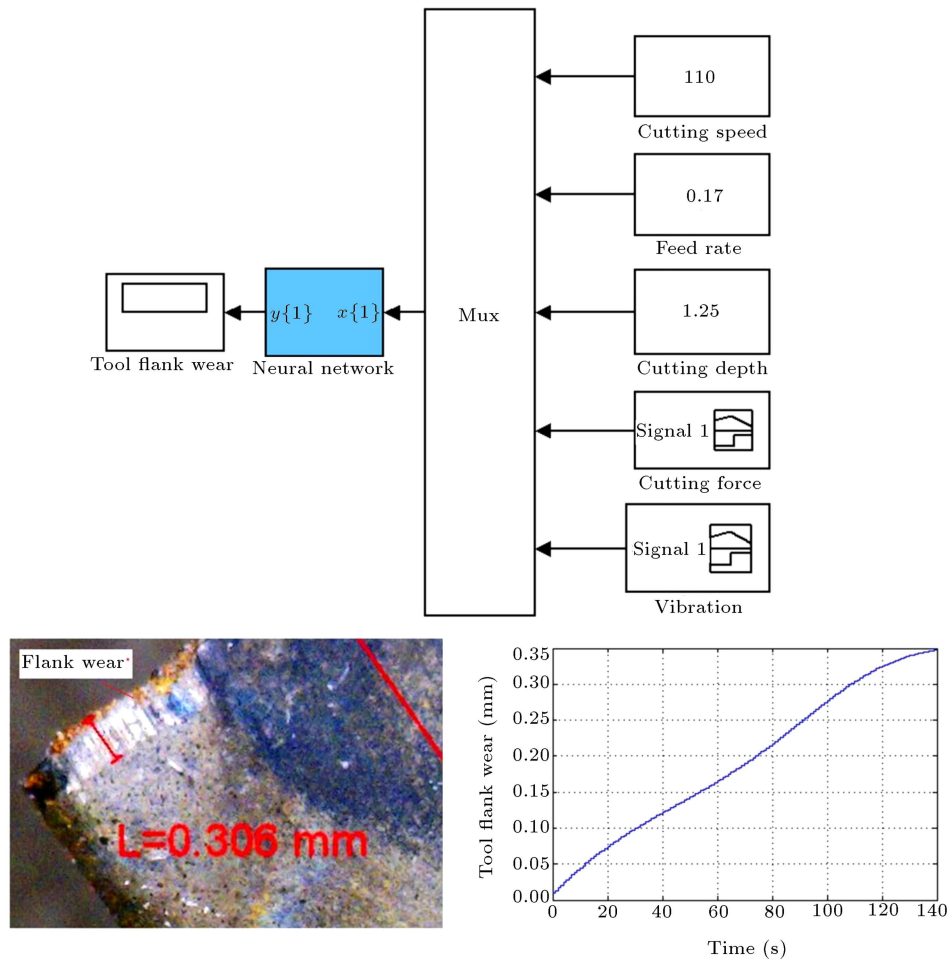 110
Cutting speed
0.17
Feed rate
1.25
Cutting depth
Signal 1
Cutting force
Signal 1
Vibration
Mux
y{1} x{1}
Neural network
Tool flank wear
Flank wear
L=0.306 mm
Tool flank wear (mm)
0.35
0.30
0.25
0.20
0.15
0.10
0.05
0.00
0 20 40 60 80 100 120 140
Time (s)